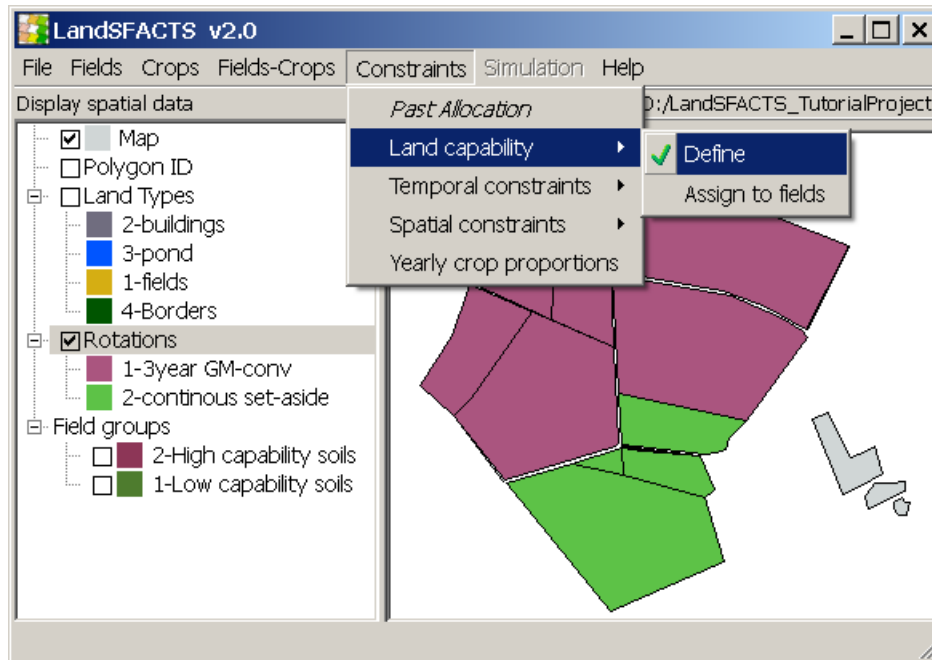 LandSFACTS v2.0
File Fields Crops Fields-Crops Constraints Simulation Help
Display spatial data
D:/LandSFACTS_TutorialProject
Past Allocation
Land capability
Temporal constraints
Spatial constraints
Yearly crop proportions
Define
Assign to fields
Map
Polygon ID
Land Types
2-buildings
3-pond
1-fields
4-Borders
Rotations
1-3year GM-conv
2-continous set-aside
Field groups
2-High capability soils
1-Low capability soils